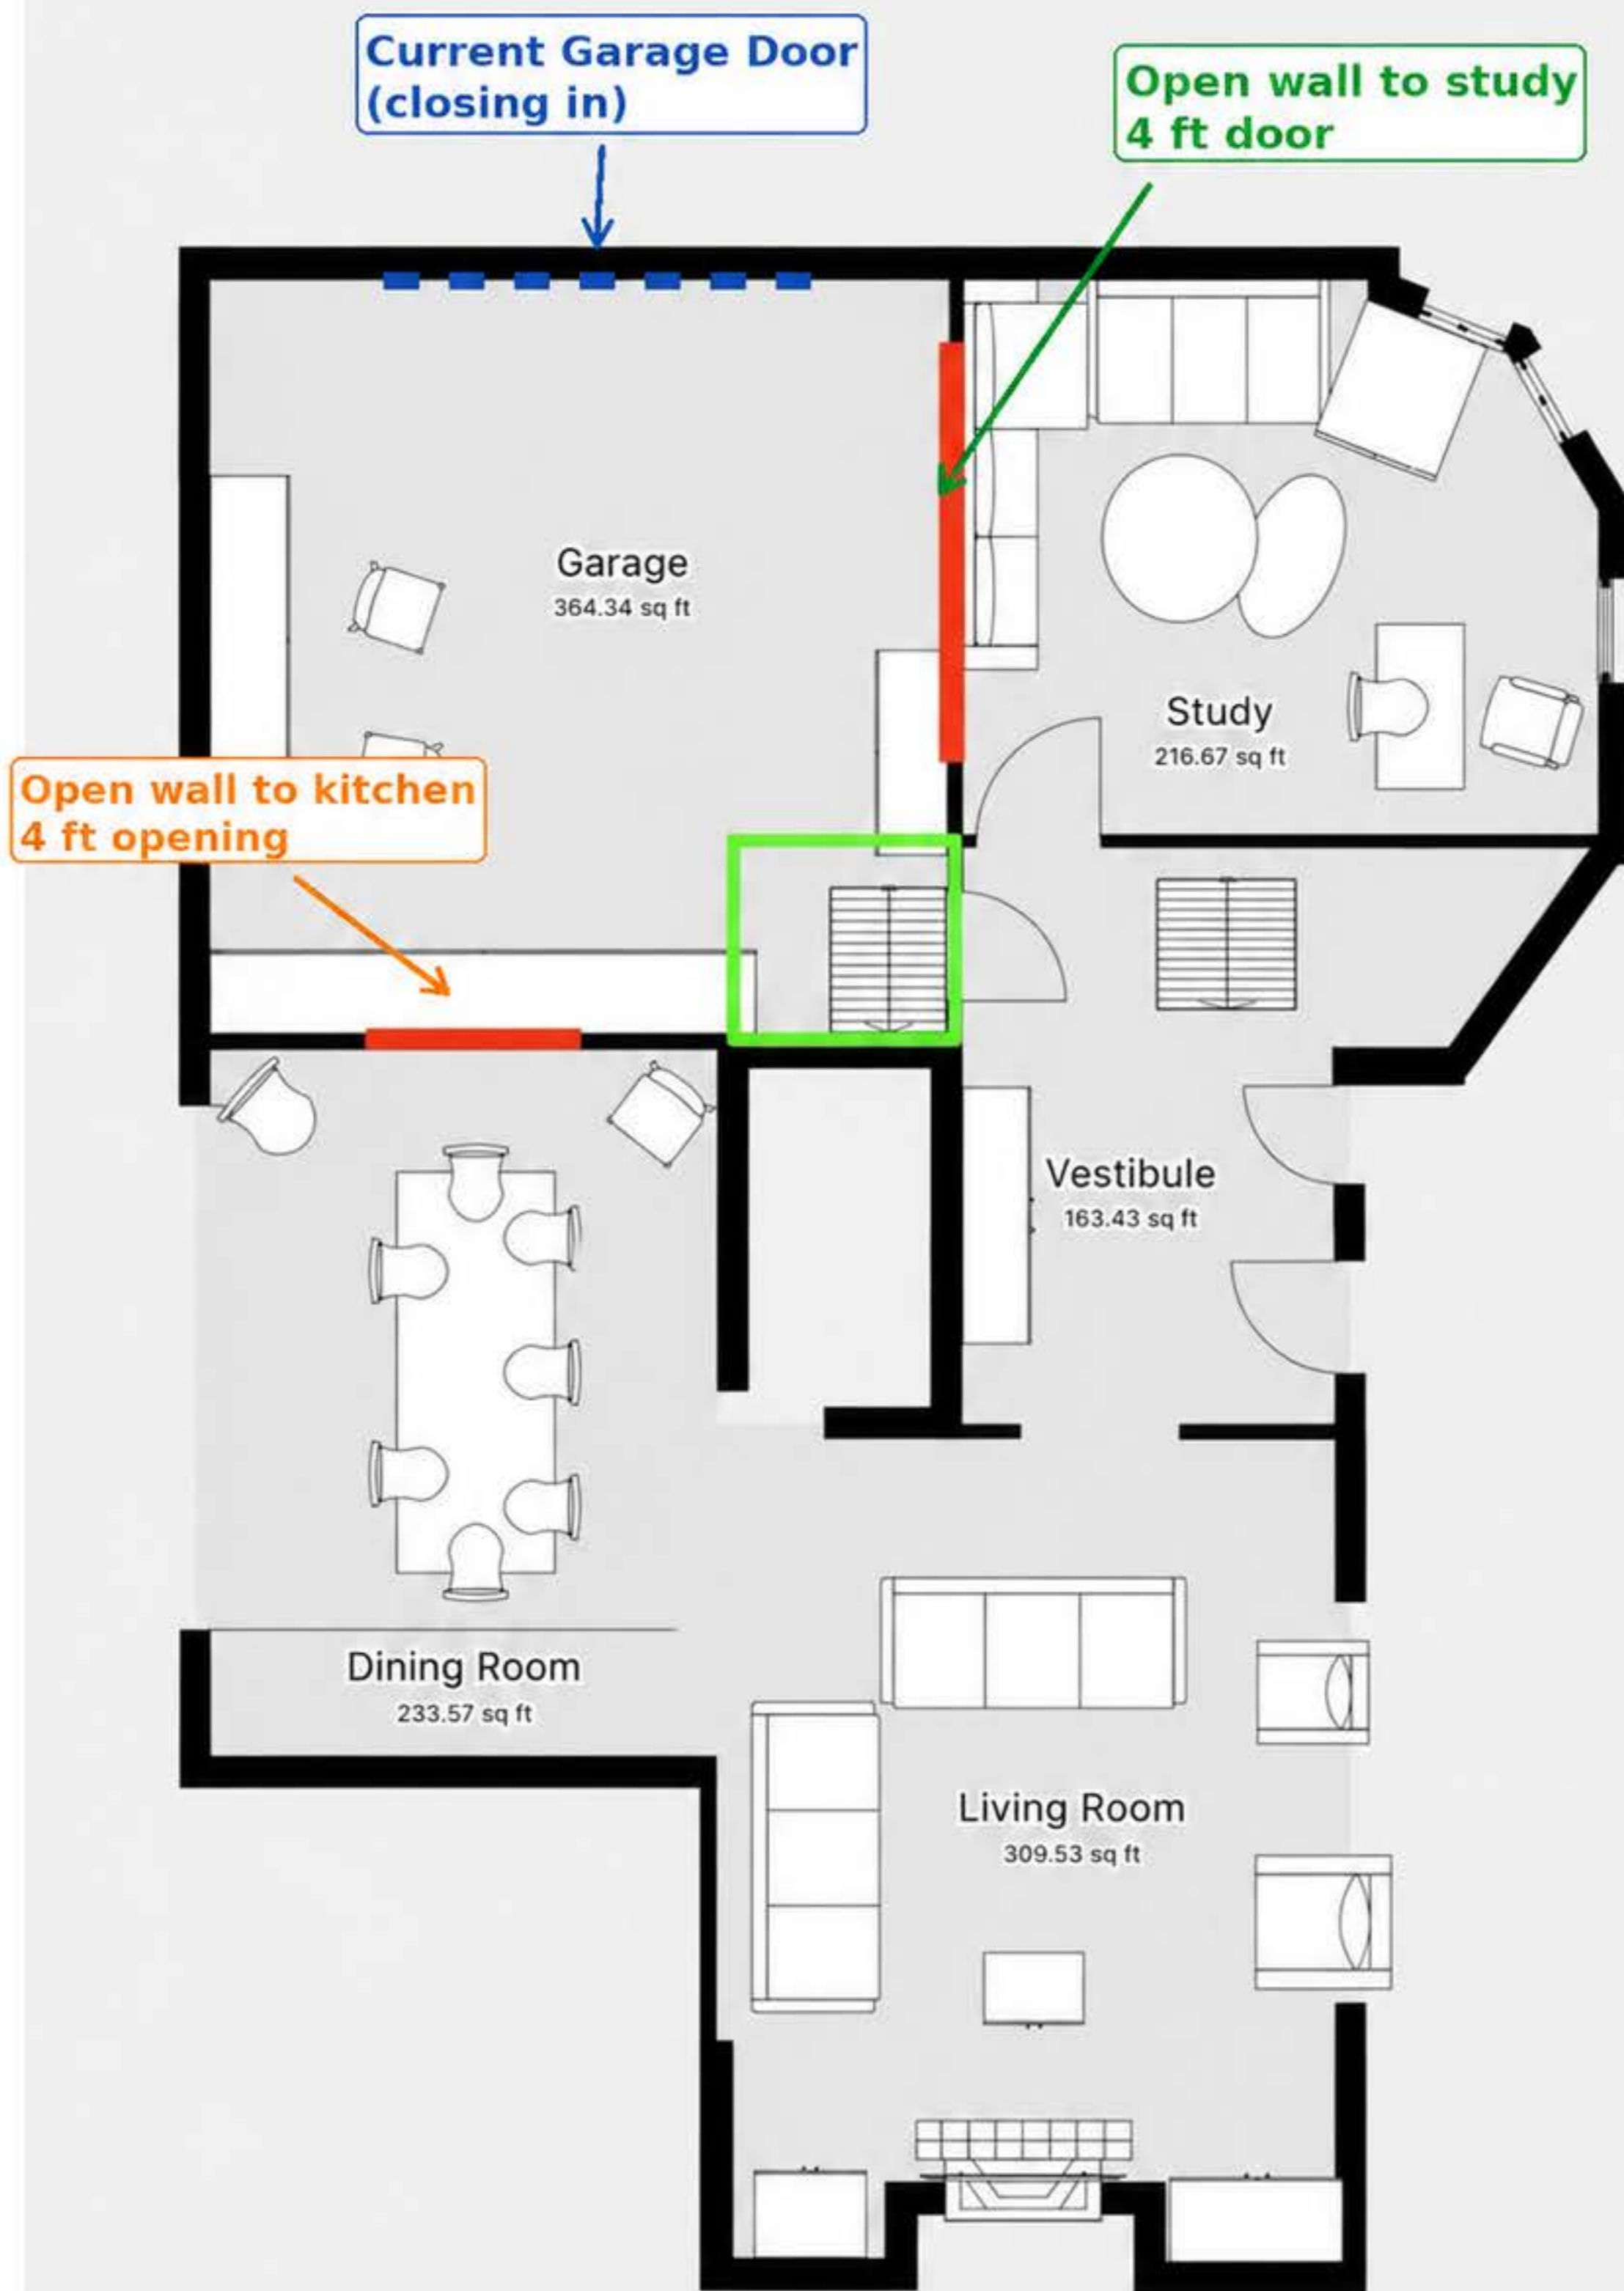 Current Garage Door
(closing in)
Open wall to study
4 ft door
Garage
364.34 sq ft
Study
216.67 sq ft
Open wall to kitchen
4 ft opening
Vestibule
163.43 sq ft
Dining Room
233.57 sq ft
Living Room
309.53 sq ft